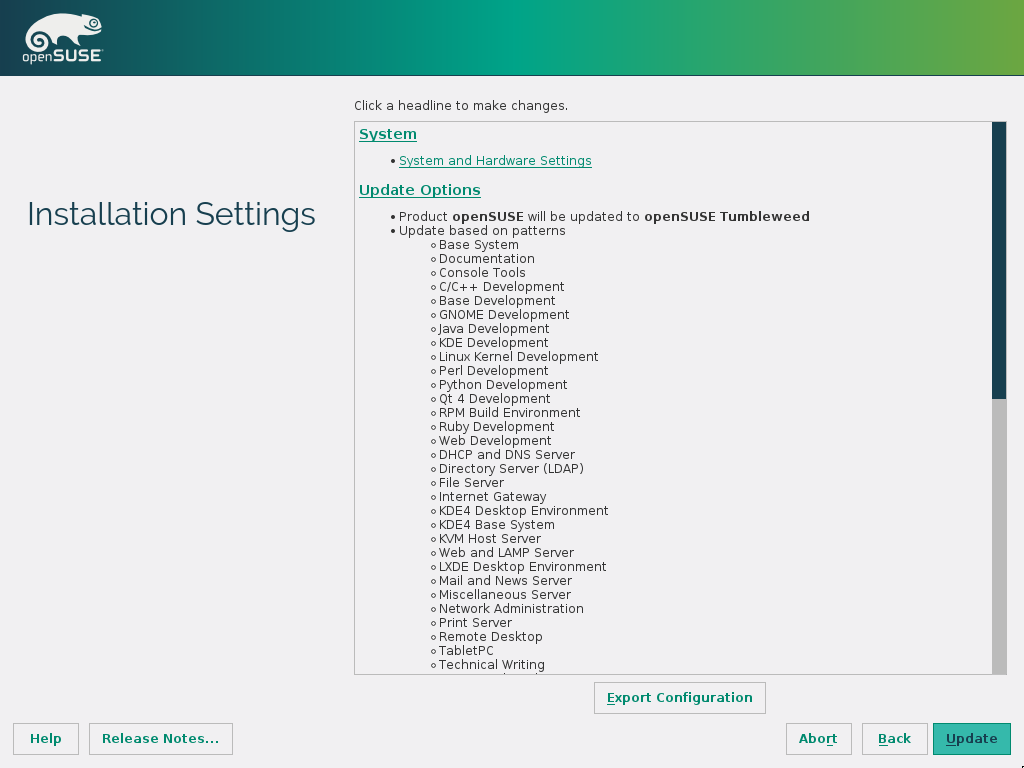 openSUSE
Click a headline to make changes.
System
• System and Hardware Settings
Update Options
Installation Settings
• Product openSUSE will be updated to openSUSE Tumbleweed
• Update based on patterns
○ Base System
○ Documentation
○ Console Tools
○ C/C++ Development
○ Base Development
○ GNOME Development
○ Java Development
○ KDE Development
○ Linux Kernel Development
○ Perl Development
○ Python Development
○ Qt 4 Development
○ RPM Build Environment
○ Ruby Development
○ Web Development
○ DHCP and DNS Server
○ Directory Server (LDAP)
○ File Server
○ Internet Gateway
○ KDE4 Desktop Environment
○ KDE4 Base System
○ KVM Host Server
○ Web and LAMP Server
○ LXDE Desktop Environment
○ Mail and News Server
○ Miscellaneous Server
○ Network Administration
○ Print Server
○ Remote Desktop
○ TabletPC
○ Technical Writing
Export Configuration
Help
Release Notes...
Abort
Back
Update